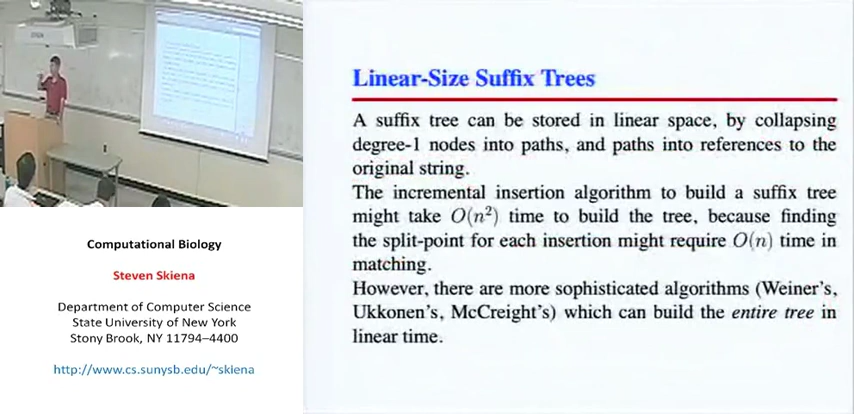 Computational Biology
Steven Skiena
Department of Computer Science
State University of New York
Stony Brook, NY 11794–4400
http://www.cs.sunysb.edu/~skiena
Linear-Size Suffix Trees
A suffix tree can be stored in linear space, by collapsing
degree-1 nodes into paths, and paths into references to the
original string.
The incremental insertion algorithm to build a suffix tree
might take O(n²) time to build the tree, because finding
the split-point for each insertion might require O(n) time in
matching.
However, there are more sophisticated algorithms (Weiner's,
Ukkonen's, McCreight's) which can build the entire tree in
linear time.